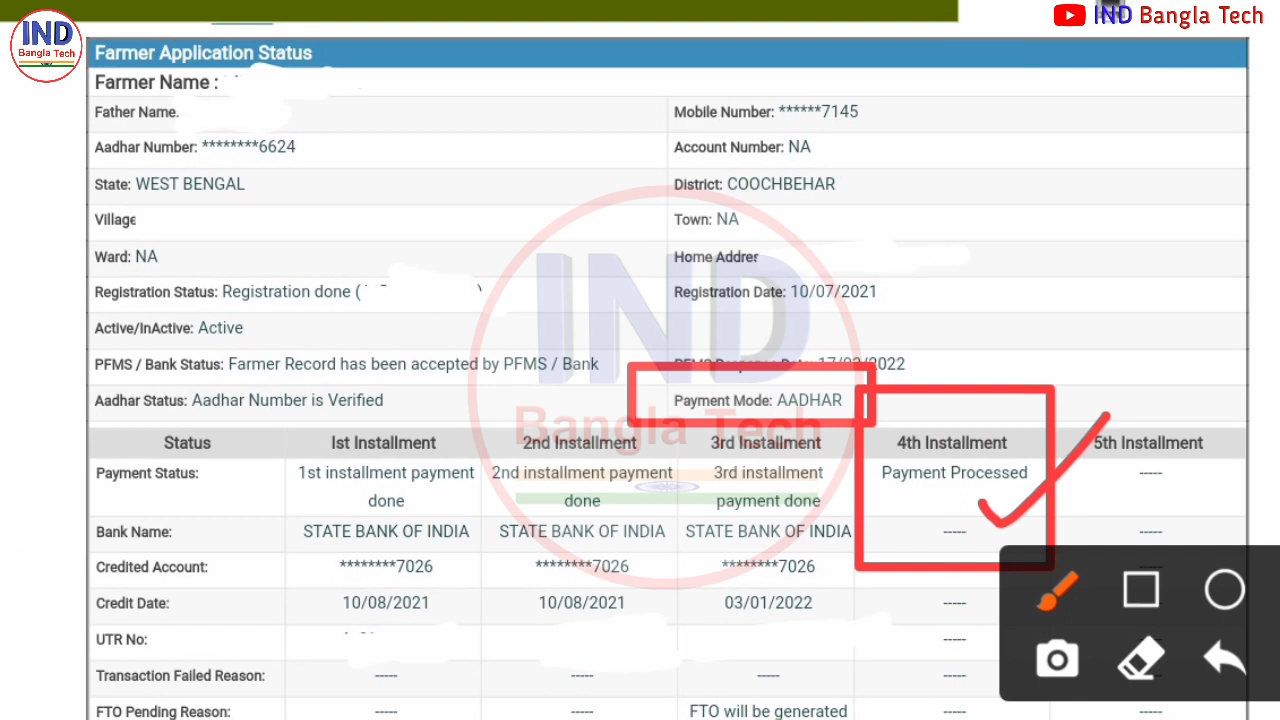 IND
Bangla Tech
IND Bangla Tech
Farmer Application Status
Farmer Name :
Father Name.
Mobile Number: ******7145
Aadhar Number: ********6624
Account Number: NA
State: WEST BENGAL
District: COOCHBEHAR
Village
Town: NA
Ward: NA
Home Addres
Registration Status: Registration done (
Registration Date: 10/07/2021
Active/InActive: Active
PFMS / Bank Status: Farmer Record has been accepted by PFMS / Bank
Aadhar Status: Aadhar Number is Verified
Payment Mode: AADHAR
IND
Bangla Tech
Status Ist Installment 2nd Installment 3rd Installment 4th Installment 5th Installment
Payment Status: 1st installment payment done 2nd installment payment done 3rd installment payment done Payment Processed -----
Bank Name: STATE BANK OF INDIA STATE BANK OF INDIA STATE BANK OF INDIA ----- -----
Credited Account: ********7026 ********7026 ********7026
Credit Date: 10/08/2021 10/08/2021 03/01/2022 -----
UTR No: -----
Transaction Failed Reason: ----- ----- ----- ----- -----
FTO Pending Reason: ----- ----- FTO will be generated ----- -----